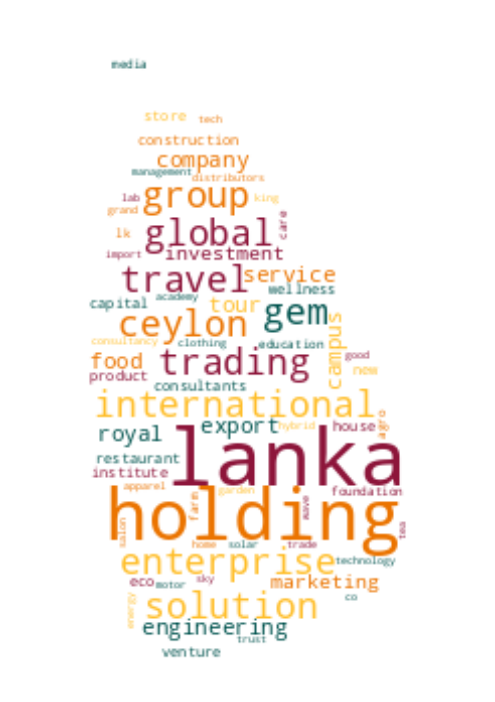 media
store tech
construction
company
management distributors
lab group king
grand
lk global care
import investment
travel service
wellness
capital academy tour gem
ceylon campus
consultancy clothing education
food trading good
product new
consultants
international
royal export hybrid house agro
lanka
restaurant
institute
apparel garden foundation
holding
salon farm wave tea
home solar trade
enterprise technology
eco motor sky marketing
energy solution co
engineering
trust
venture